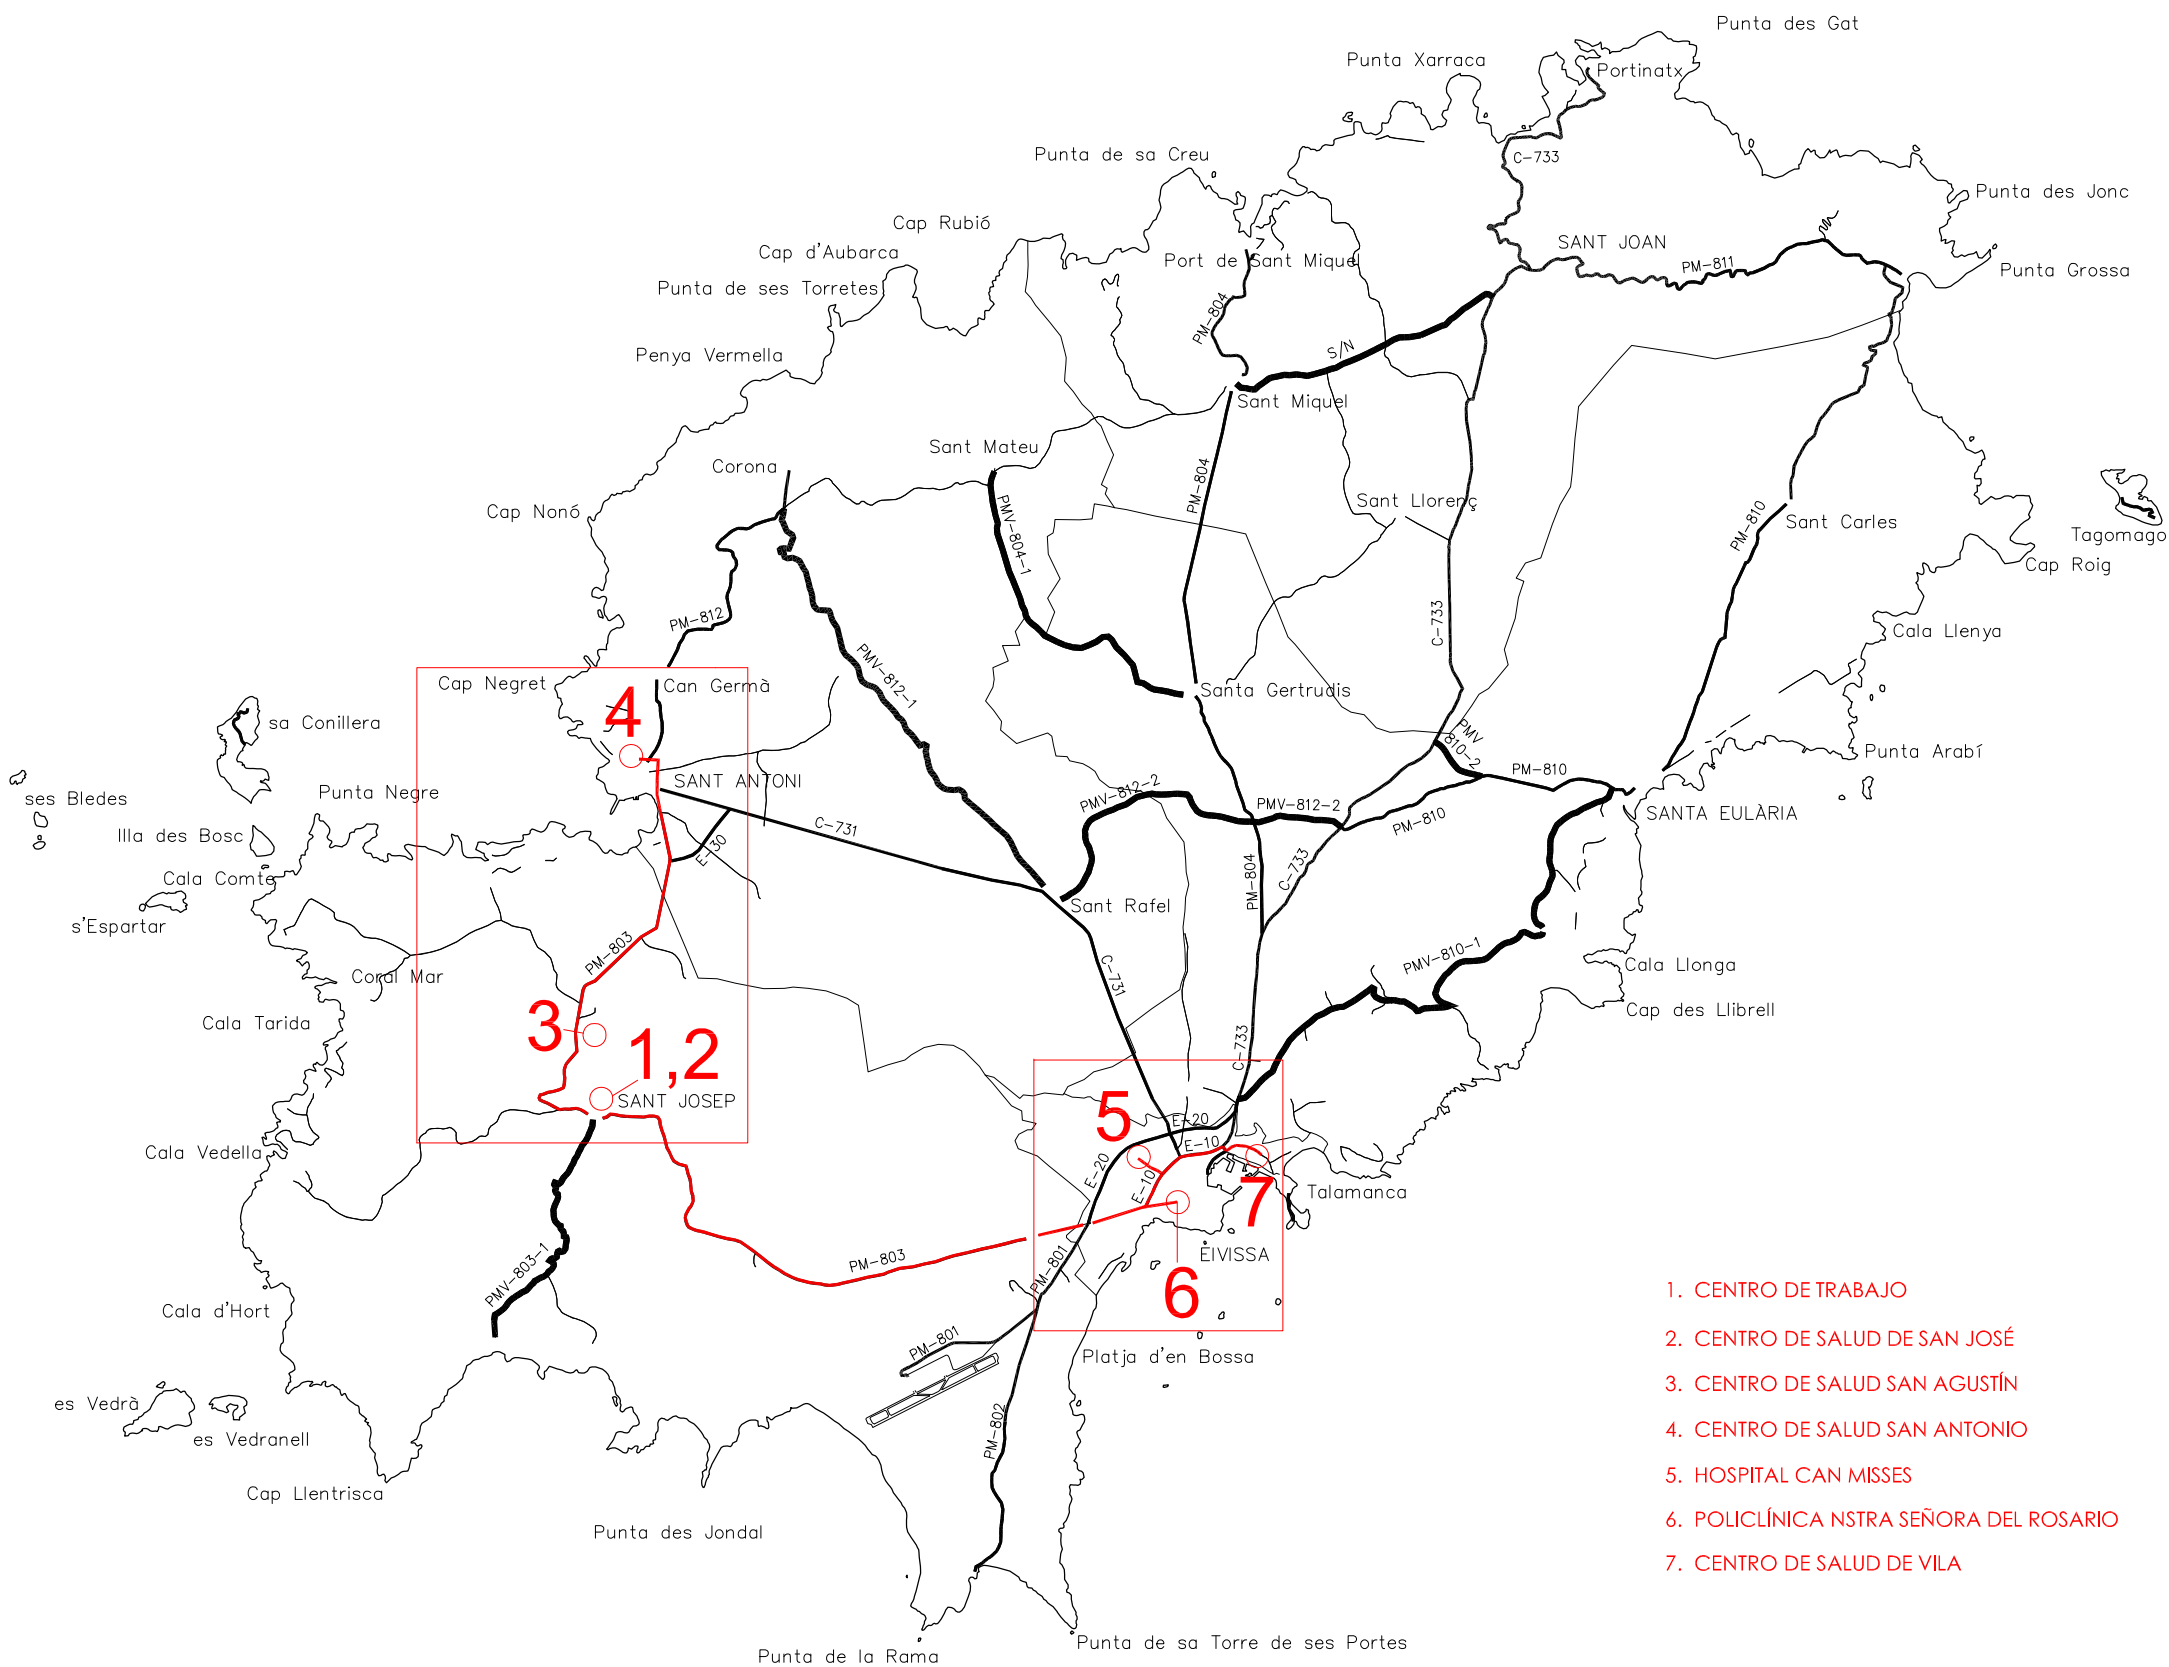 Punta des Gat
Punta Xarraca
Portinatx
Punta de sa Creu
C-733
Punta des Jonc
Cap Rubió
Cap d'Aubarca
SANT JOAN
Port de Sant Miquel
PM-811
Punta Grossa
Punta de ses Torretes
PM-804
Penya Vermella
S/N
Sant Miquel
Sant Mateu
Corona
PM-804
Sant Llorenç
Cap Nonó
PMV-804-1
PM-810
Sant Carles
Tagomago
Cap Roig
PM-812
C-733
Cala Llenya
PMV-812-1
Cap Negret
Can Germà
Santa Gertrudis
4
sa Conillera
PMV
810-2
Punta Arabí
SANT ANTONI
PM-810
ses Bledes
Punta Negre
PMV-812-2
PMV-812-2
SANTA EULÀRIA
Illa des Bosc
C-731
PM-810
E-30
C-733
Cala Comte
PM-804
s'Espartar
Sant Rafel
PM-803
PMV-810-1
Cala Llonga
Coral Mar
C-731
Cap des Llibrell
Cala Tarida
3
1,2
C-733
SANT JOSEP
5
E-20
E-10
Cala Vedella
E-20
E-10
Talamanca
7
EIVISSA
PMV-803-1
PM-803
PM-801
6
Cala d'Hort
PM-801
Platja d'en Bossa
es Vedrà
es Vedranell
PM-802
Cap Llentrisca
Punta des Jondal
Punta de la Rama
Punta de sa Torre de ses Portes
1. CENTRO DE TRABAJO
2. CENTRO DE SALUD DE SAN JOSÉ
3. CENTRO DE SALUD SAN AGUSTÍN
4. CENTRO DE SALUD SAN ANTONIO
5. HOSPITAL CAN MISSES
6. POLICLÍNICA NSTRA SEÑORA DEL ROSARIO
7. CENTRO DE SALUD DE VILA